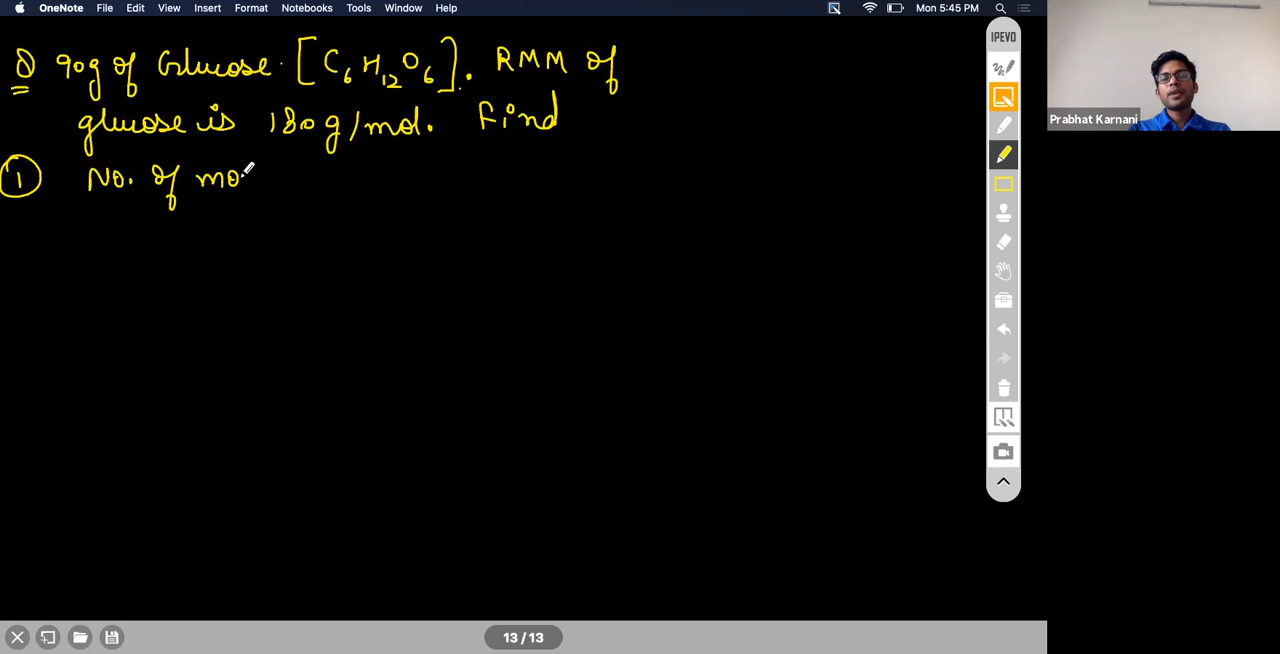 OneNote File Edit View Insert Format Notebooks Tools Window Help Mon 5:45 PM
IPEVO
Q 90g of Glucose. [C6H12O6]. RMM of
glucose is 180g/mol. Find
Prabhat Karnani
1 No. of mo
13 / 13